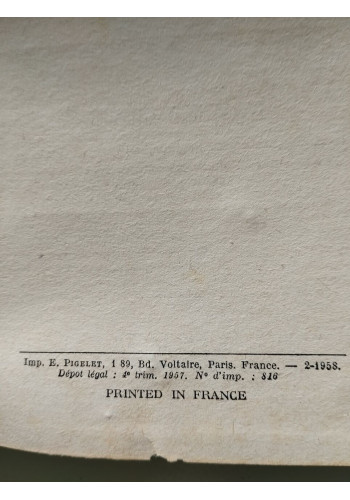 Imp. E. PIGELET, 1 89, Bd. Voltaire, Paris. France. — 2-1958.
Dépot légal : 4e trim. 1957. No d'imp. : 816
PRINTED IN FRANCE